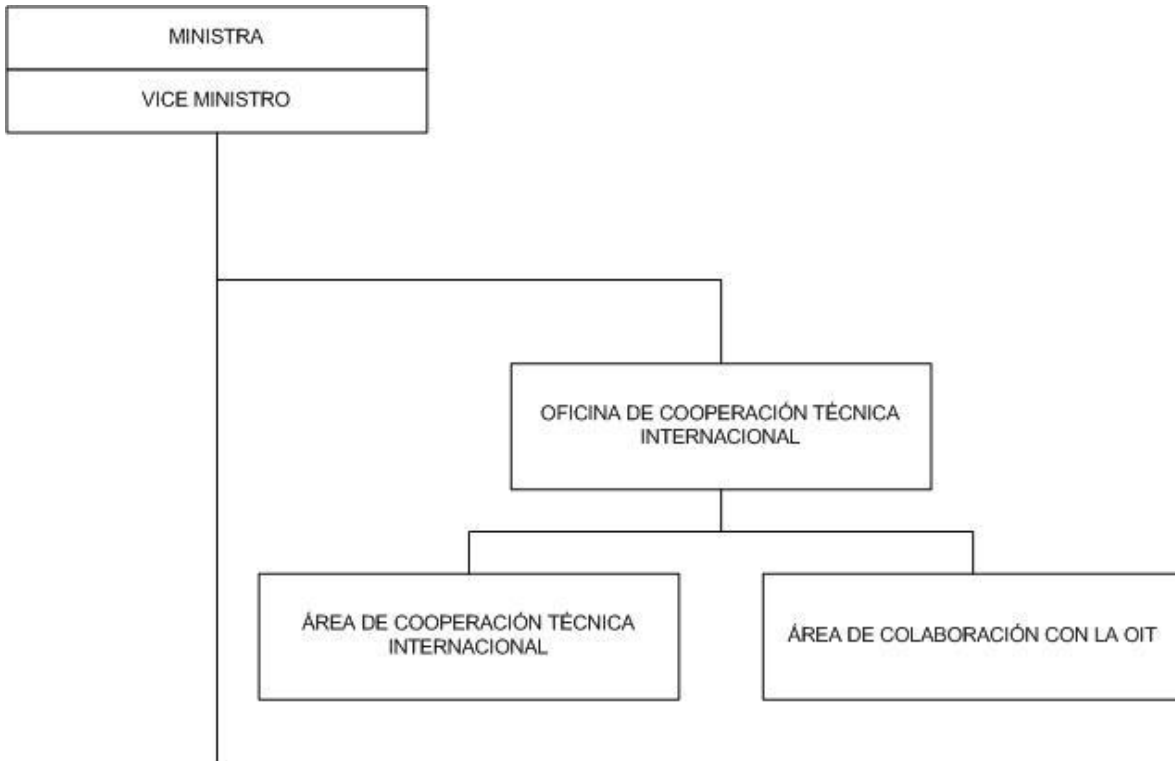 MINISTRA
VICE MINISTRO
OFICINA DE COOPERACIÓN TÉCNICA
INTERNACIONAL
ÁREA DE COOPERACIÓN TÉCNICA
INTERNACIONAL
ÁREA DE COLABORACIÓN CON LA OIT